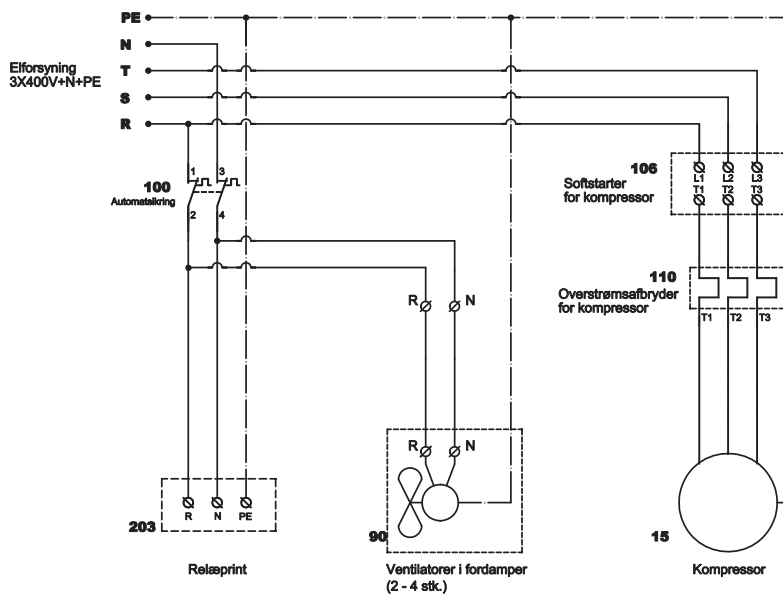 PE
N
Elforsyning
3X400V+N+PE
T
S
R
1 3
100
Automatsikring
2 4
106
Softstarter
for kompressor
L1 L2 L3
T1 T2 T3
R N
110
Overstrømsafbryder
for kompressor
T1 T2 T3
R N
203
R N PE
90
15
Relæprint
Ventilatorer i fordamper
(2 - 4 stk.)
Kompressor